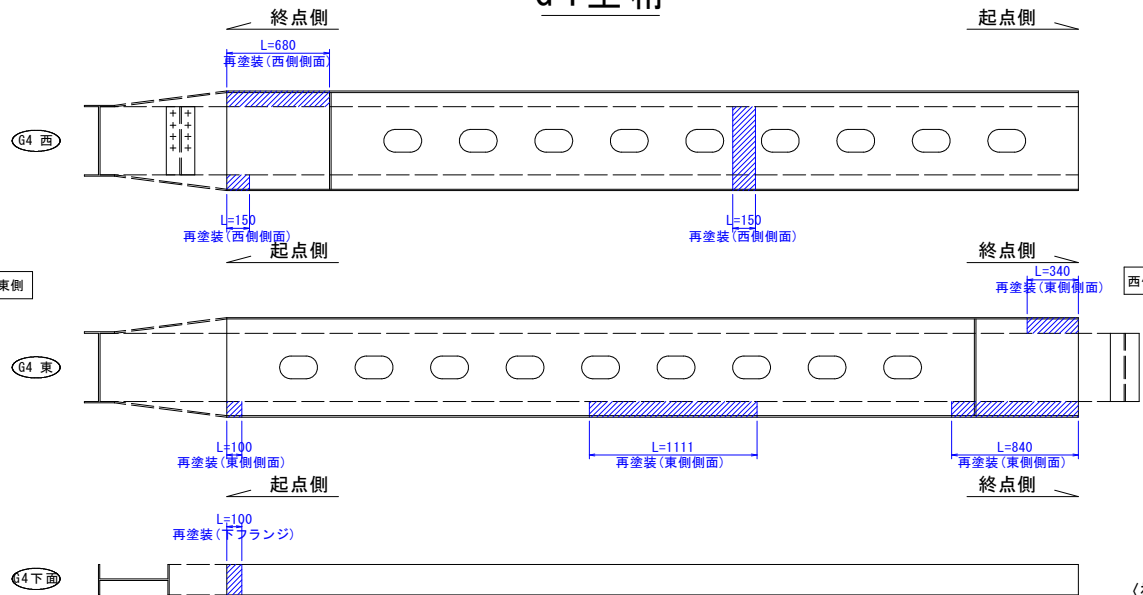 G4主桁
終点側
起点側
L=680
再塗装(西側側面)
G4 西
L=150
再塗装(西側側面)
L=150
再塗装(西側側面)
起点側
終点側
東側
L=340
再塗装(東側側面)
G4 東
L=100
再塗装(東側側面)
L=1111
再塗装(東側側面)
L=840
再塗装(東側側面)
起点側
終点側
L=100
再塗装(下フランジ)
G4下面